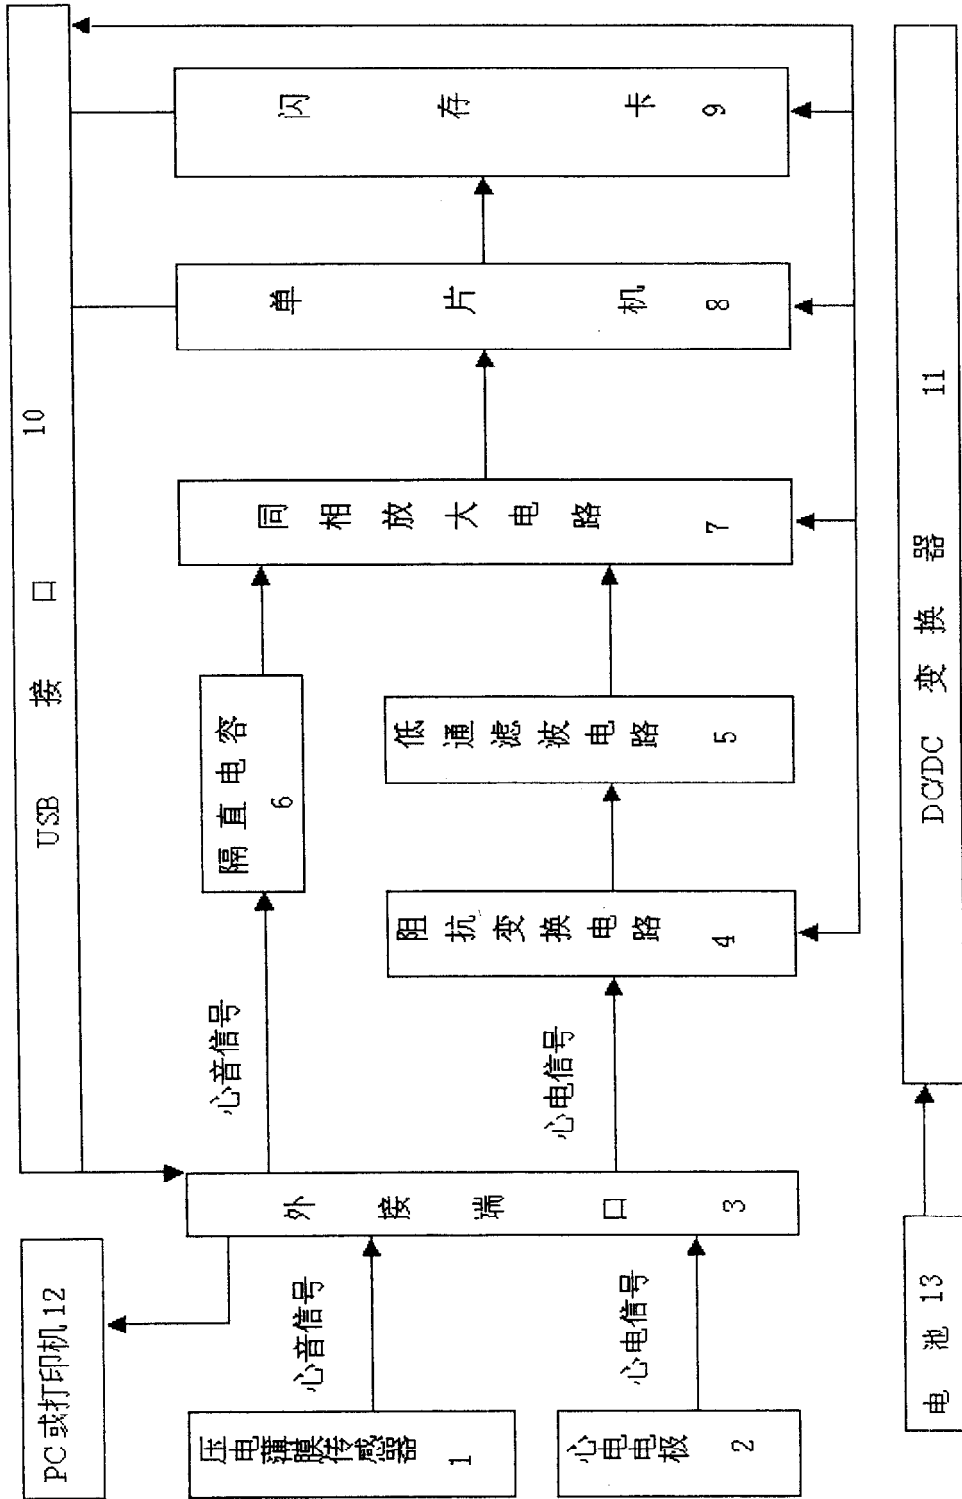 USB 接 口 10
闪 存 卡 9
单 片 机 8
同 相 放 大 电 路 7
隔 直 电 容 6
低 通 滤 波 电 路 5
阻 抗 变 换 电 路 4
心音信号
心电信号
外 接 端 口 3
PC 或打印机 12
心音信号
心电信号
压电薄膜传感器 1
心电电极 2
DC/DC 变 换 器 11
电 池 13